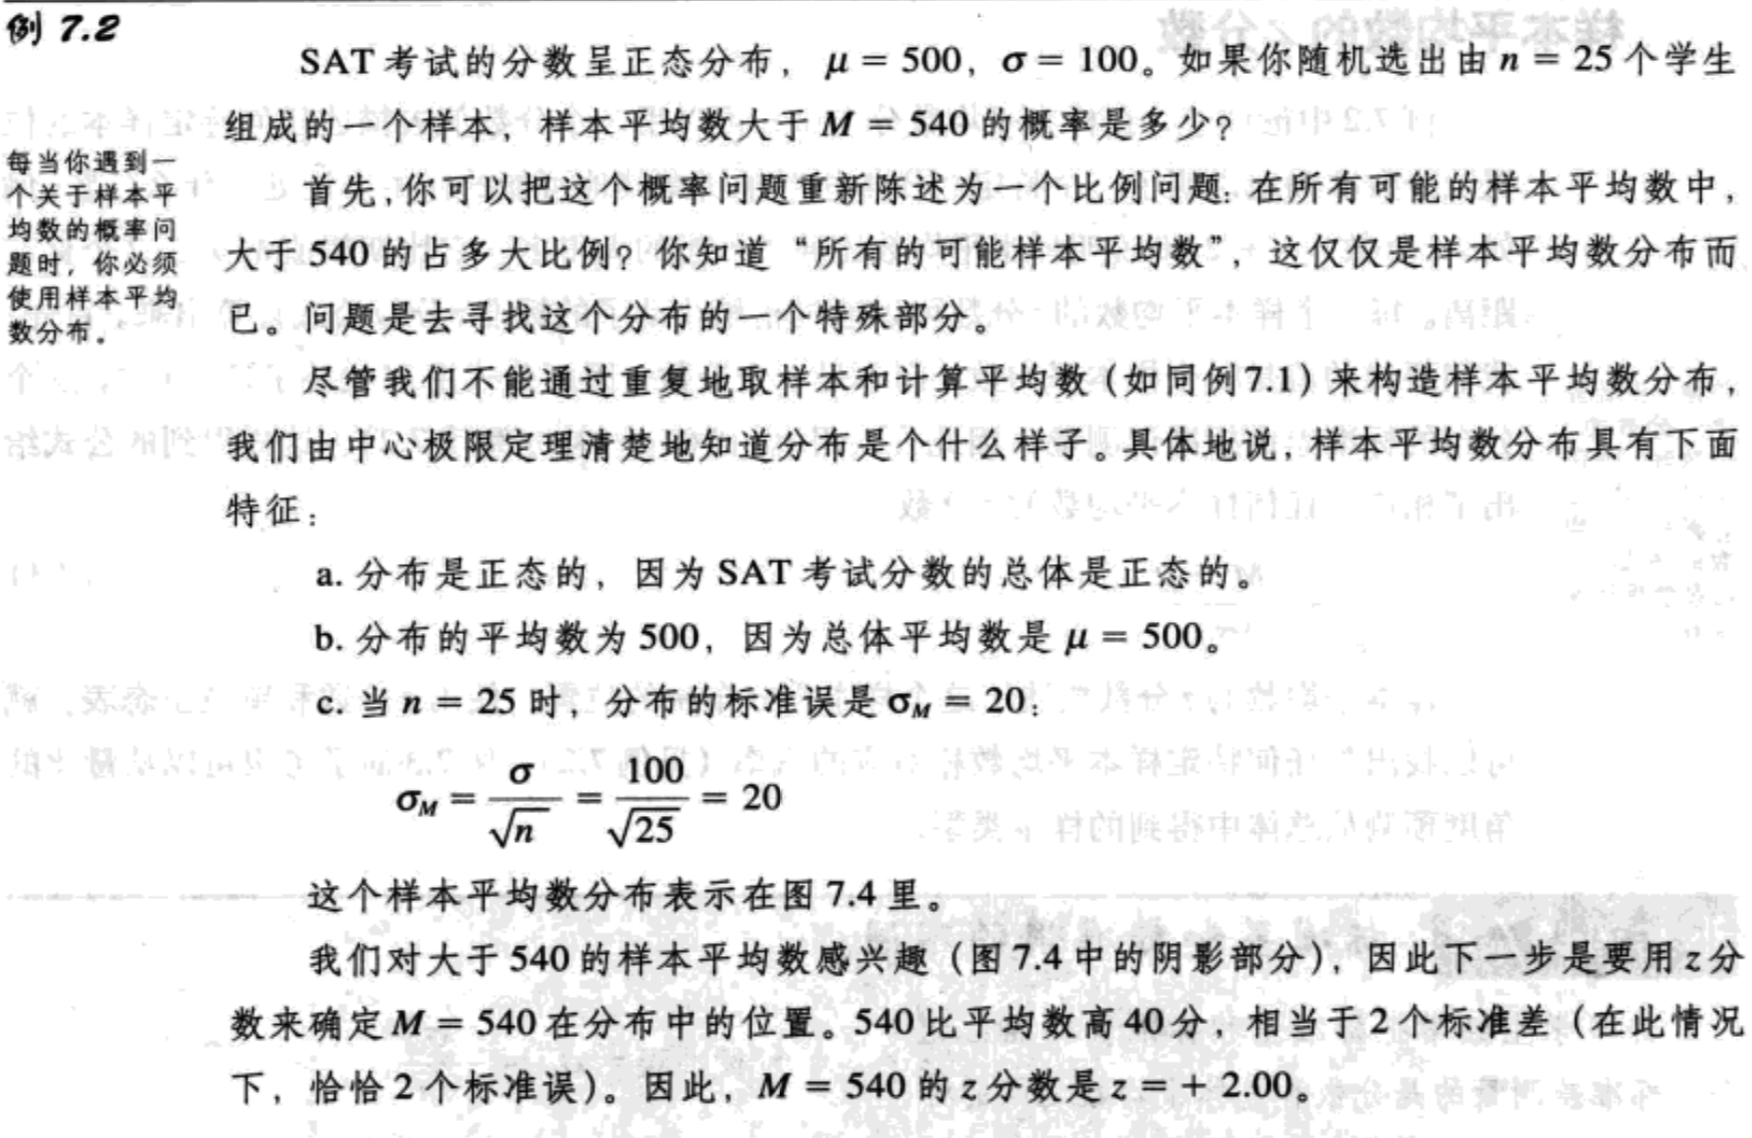 例 7.2
SAT 考试的分数呈正态分布，μ = 500，σ = 100。如果你随机选出由 n = 25 个学生
组成的一个样本，样本平均数大于 M = 540 的概率是多少？
每当你遇到一
个关于样本平
均数的概率问
题时，你必须
使用样本平均
数分布。
首先，你可以把这个概率问题重新陈述为一个比例问题：在所有可能的样本平均数中，
大于 540 的占多大比例？你知道“所有的可能样本平均数”，这仅仅是样本平均数分布而
已。问题是去寻找这个分布的一个特殊部分。
尽管我们不能通过重复地取样本和计算平均数（如同例7.1）来构造样本平均数分布，
我们由中心极限定理清楚地知道分布是个什么样子。具体地说，样本平均数分布具有下面
特征：
a. 分布是正态的，因为 SAT 考试分数的总体是正态的。
b. 分布的平均数为 500，因为总体平均数是 μ = 500。
c. 当 n = 25 时，分布的标准误是 σM = 20：
σM = σ/√n = 100/√25 = 20
这个样本平均数分布表示在图 7.4 里。
我们对大于 540 的样本平均数感兴趣（图 7.4 中的阴影部分），因此下一步是要用 z 分
数来确定 M = 540 在分布中的位置。540 比平均数高 40 分，相当于 2 个标准差（在此情况
下，恰恰 2 个标准误）。因此，M = 540 的 z 分数是 z = + 2.00。